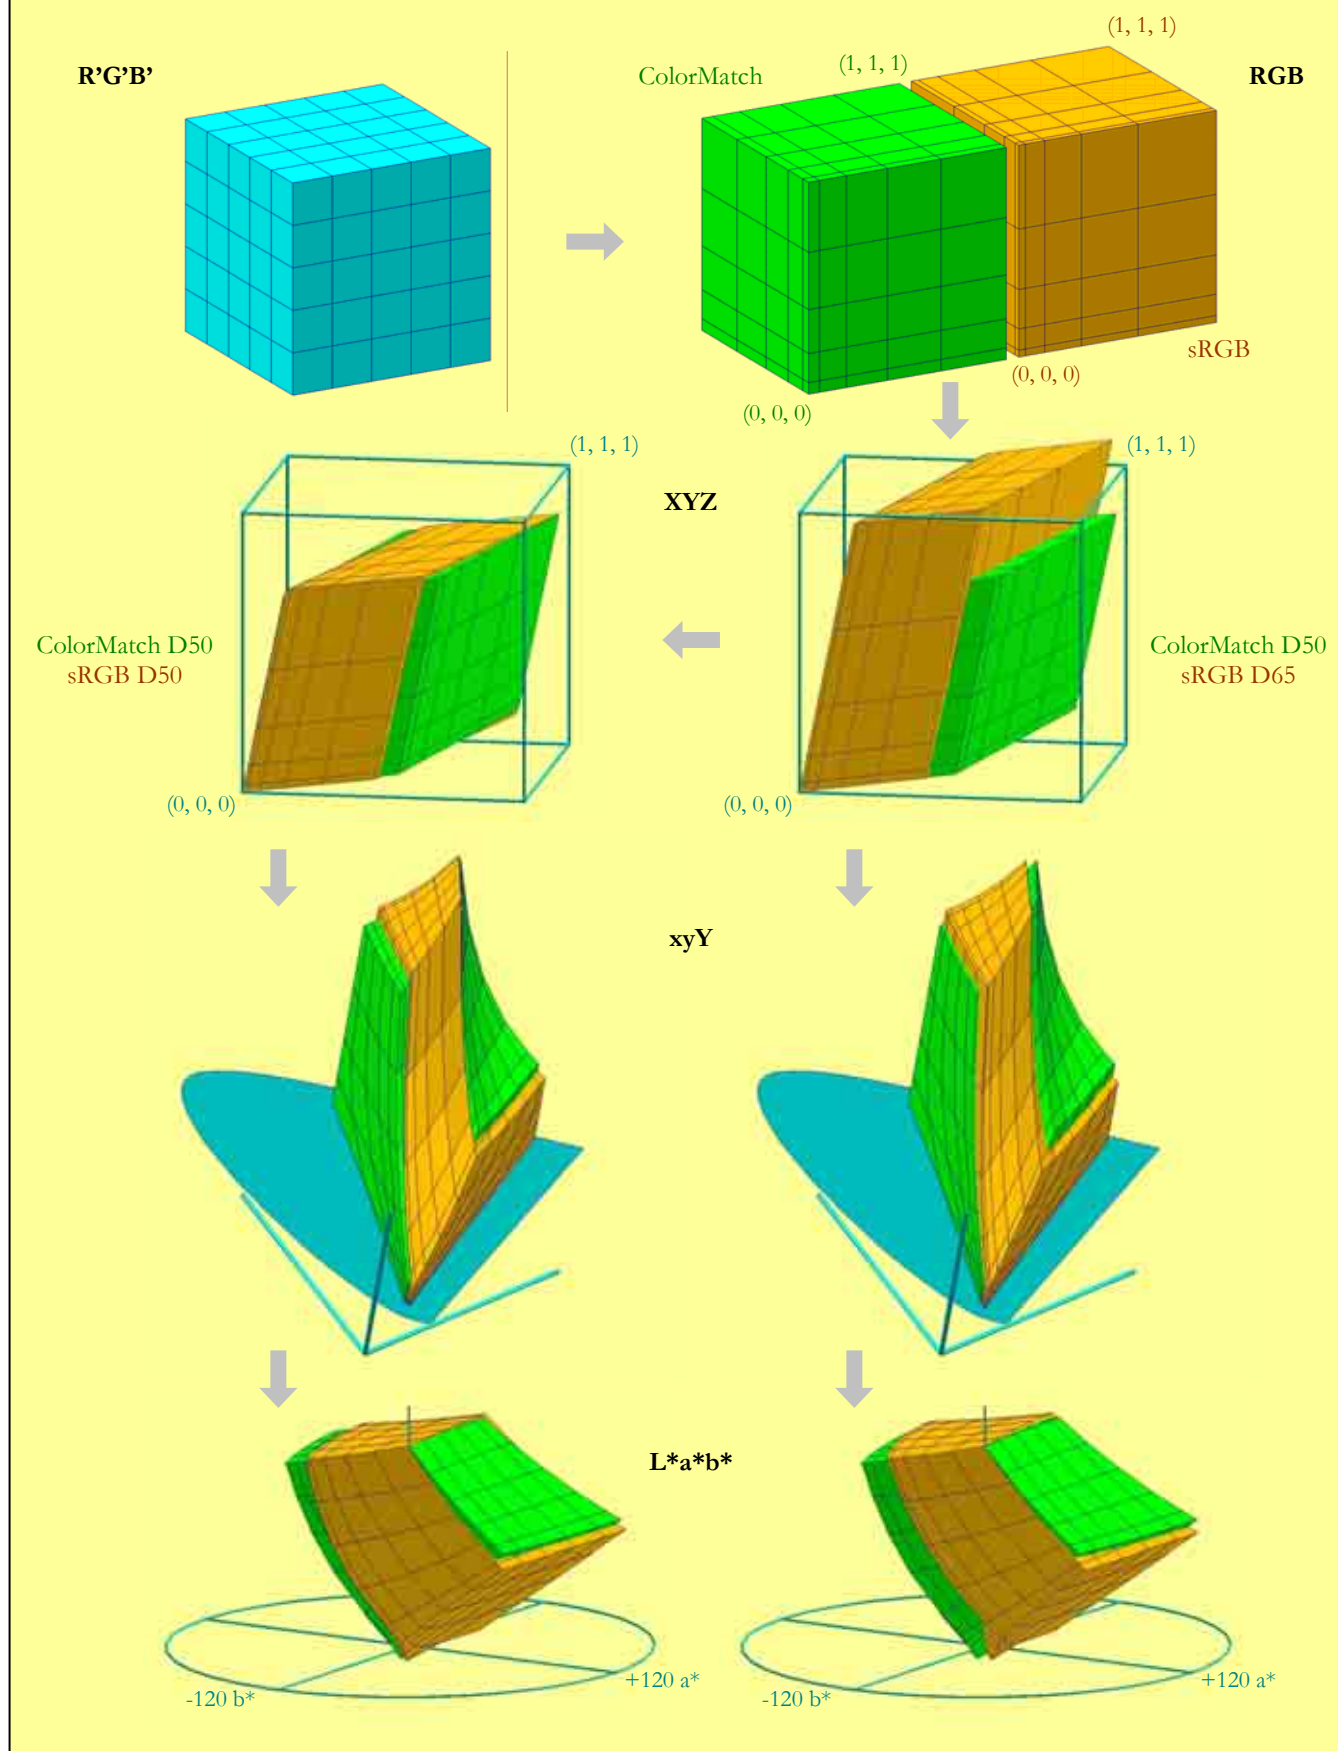 (1, 1, 1)
R’G’B’
ColorMatch
(1, 1, 1)
RGB
sRGB
(0, 0, 0)
(0, 0, 0)
(1, 1, 1)
(1, 1, 1)
XYZ
ColorMatch D50
sRGB D50
ColorMatch D50
sRGB D65
(0, 0, 0)
(0, 0, 0)
xyY
L*a*b*
-120 b*
+120 a*
-120 b*
+120 a*